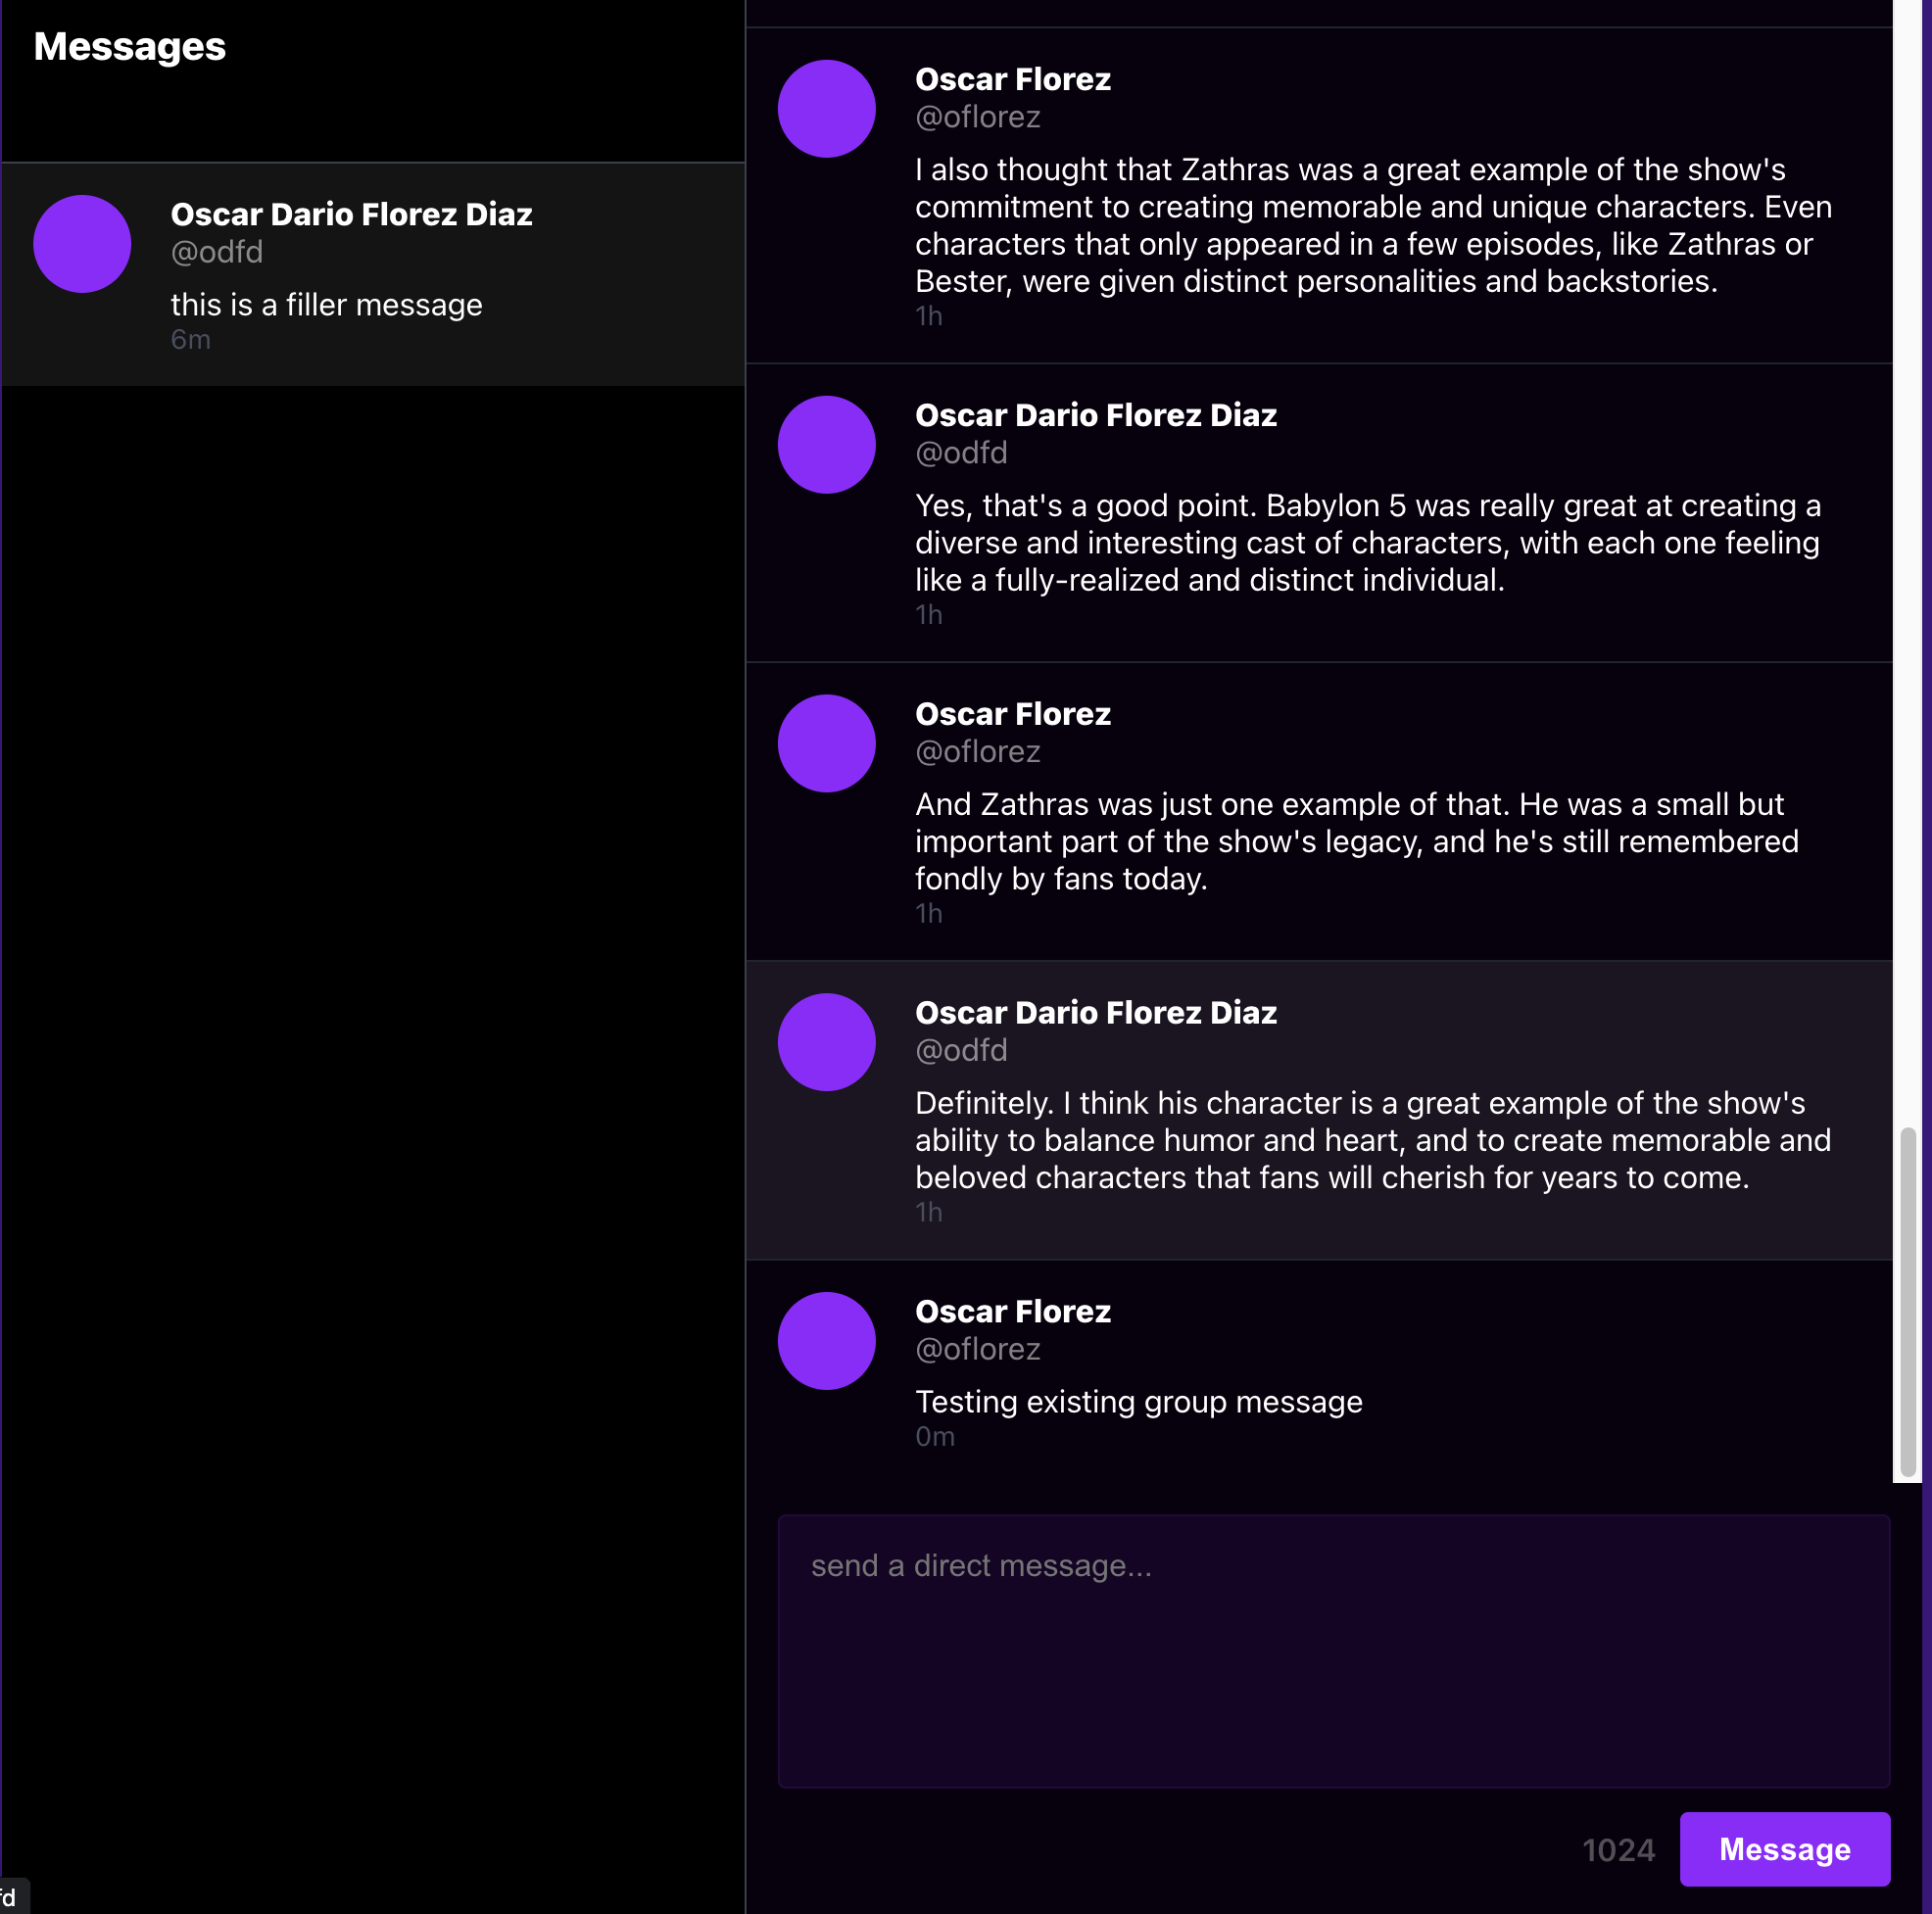 Messages
Oscar Dario Florez Diaz
@odfd
this is a filler message
6m
Oscar Florez
@oflorez
I also thought that Zathras was a great example of the show's
commitment to creating memorable and unique characters. Even
characters that only appeared in a few episodes, like Zathras or
Bester, were given distinct personalities and backstories.
1h
Oscar Dario Florez Diaz
@odfd
Yes, that's a good point. Babylon 5 was really great at creating a
diverse and interesting cast of characters, with each one feeling
like a fully-realized and distinct individual.
1h
Oscar Florez
@oflorez
And Zathras was just one example of that. He was a small but
important part of the show's legacy, and he's still remembered
fondly by fans today.
1h
Oscar Dario Florez Diaz
@odfd
Definitely. I think his character is a great example of the show's
ability to balance humor and heart, and to create memorable and
beloved characters that fans will cherish for years to come.
1h
Oscar Florez
@oflorez
Testing existing group message
0m
send a direct message...
1024
Message